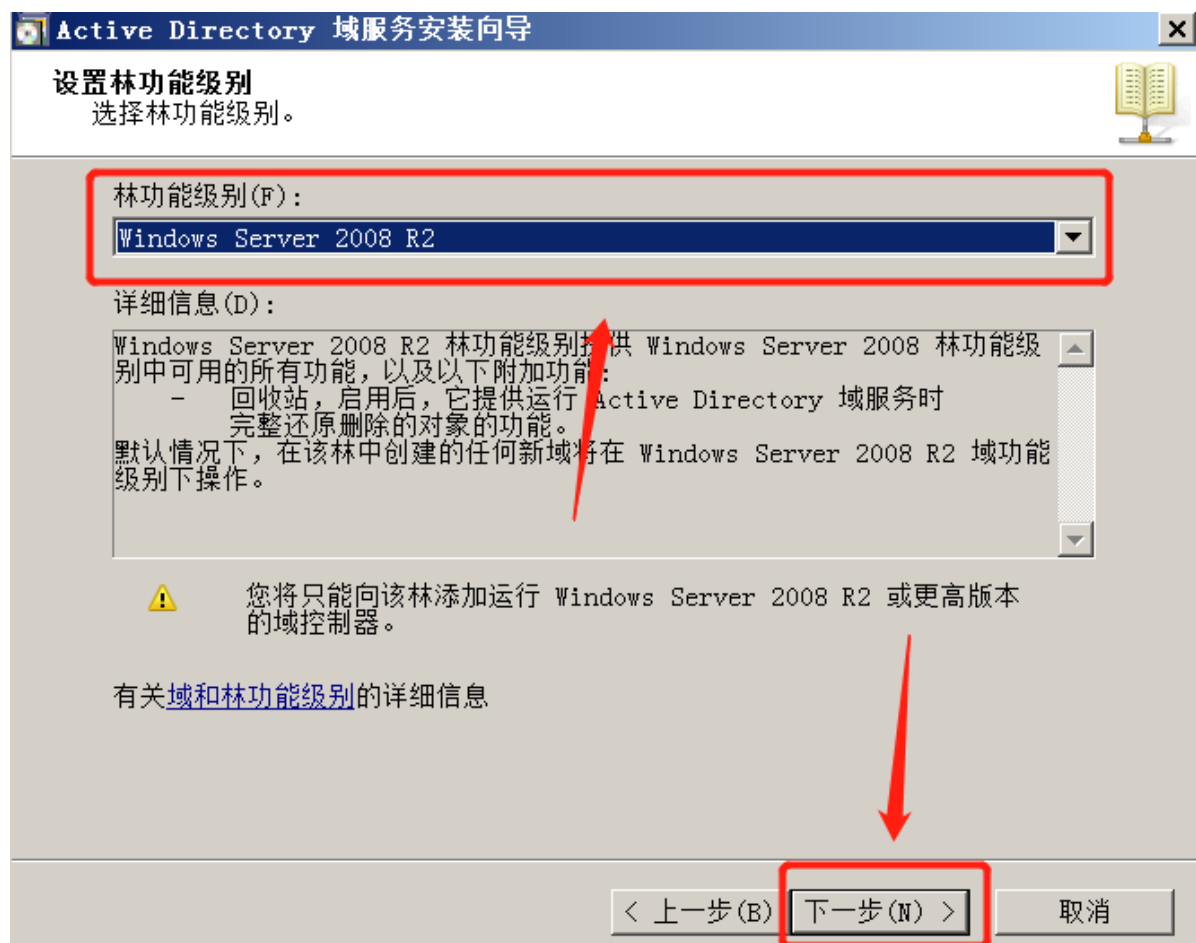 Active Directory 域服务安装向导
设置林功能级别
选择林功能级别。
林功能级别(F):
Windows Server 2008 R2
详细信息(D):
Windows Server 2008 R2 林功能级别提供 Windows Server 2008 林功能级
别中可用的所有功能，以及以下附加功能:
- 回收站，启用后，它提供运行 Active Directory 域服务时
完整还原删除的对象的功能。
默认情况下，在该林中创建的任何新域将在 Windows Server 2008 R2 域功能
级别下操作。
您将只能向该林添加运行 Windows Server 2008 R2 或更高版本
的域控制器。
有关域和林功能级别的详细信息
< 上一步(B) 下一步(N) > 取消